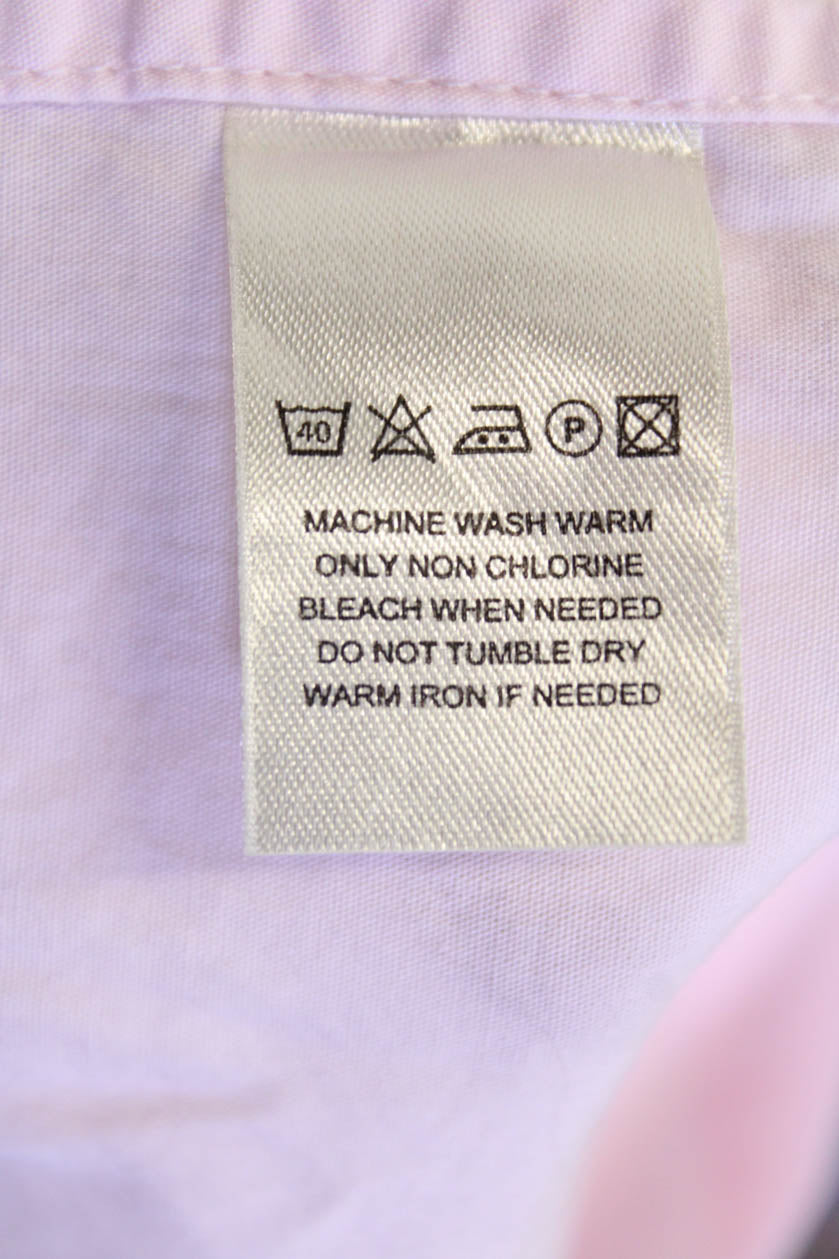 40 P
MACHINE WASH WARM
ONLY NON CHLORINE
BLEACH WHEN NEEDED
DO NOT TUMBLE DRY
WARM IRON IF NEEDED